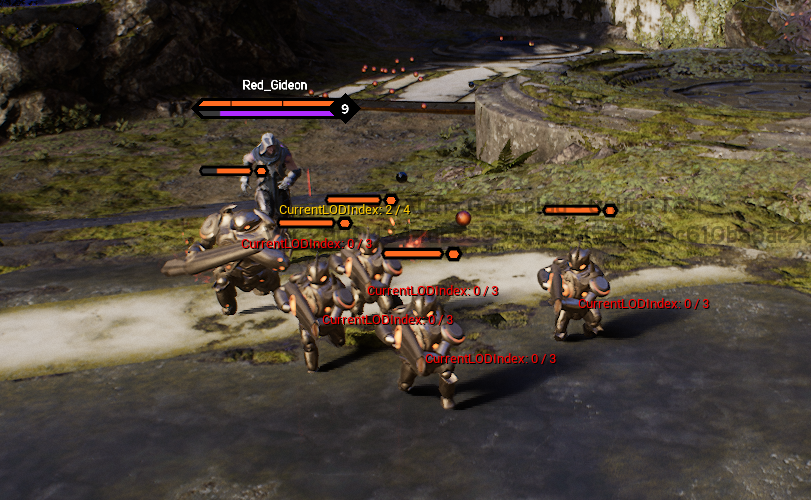 Red_Gideon
9
CurrentLODIndex: 2 / 4
CurrentLODIndex: 0 / 3
CurrentLODIndex: 0 / 3
CurrentLODIndex: 0 / 3
CurrentLODIndex: 0 / 3
CurrentLODIndex: 0 / 3